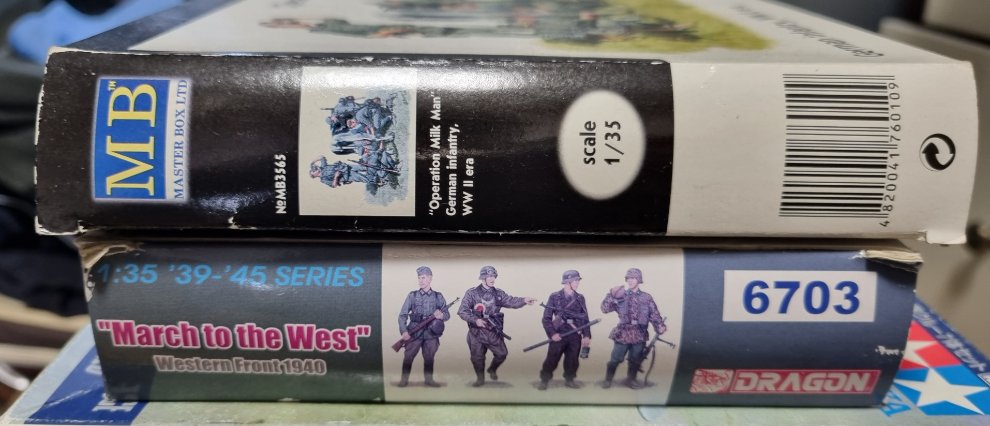 MB™
MASTER BOX LTD
№MB3565
"Operation Milk Man"
German infantry,
WW II era
scale
1/35
4 820041 760109
1:35 '39-'45 SERIES
"March to the West"
Western Front 1940
6703
DRAGON